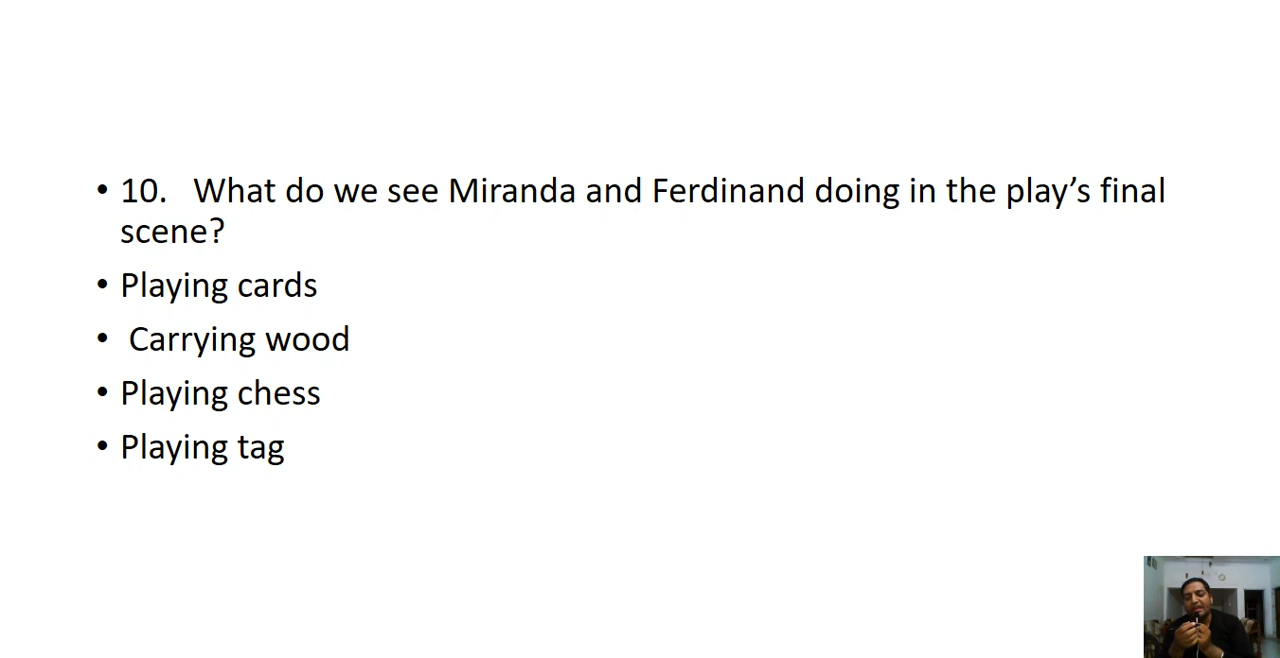 • 10. What do we see Miranda and Ferdinand doing in the play’s final
scene?
• Playing cards
• Carrying wood
• Playing chess
• Playing tag